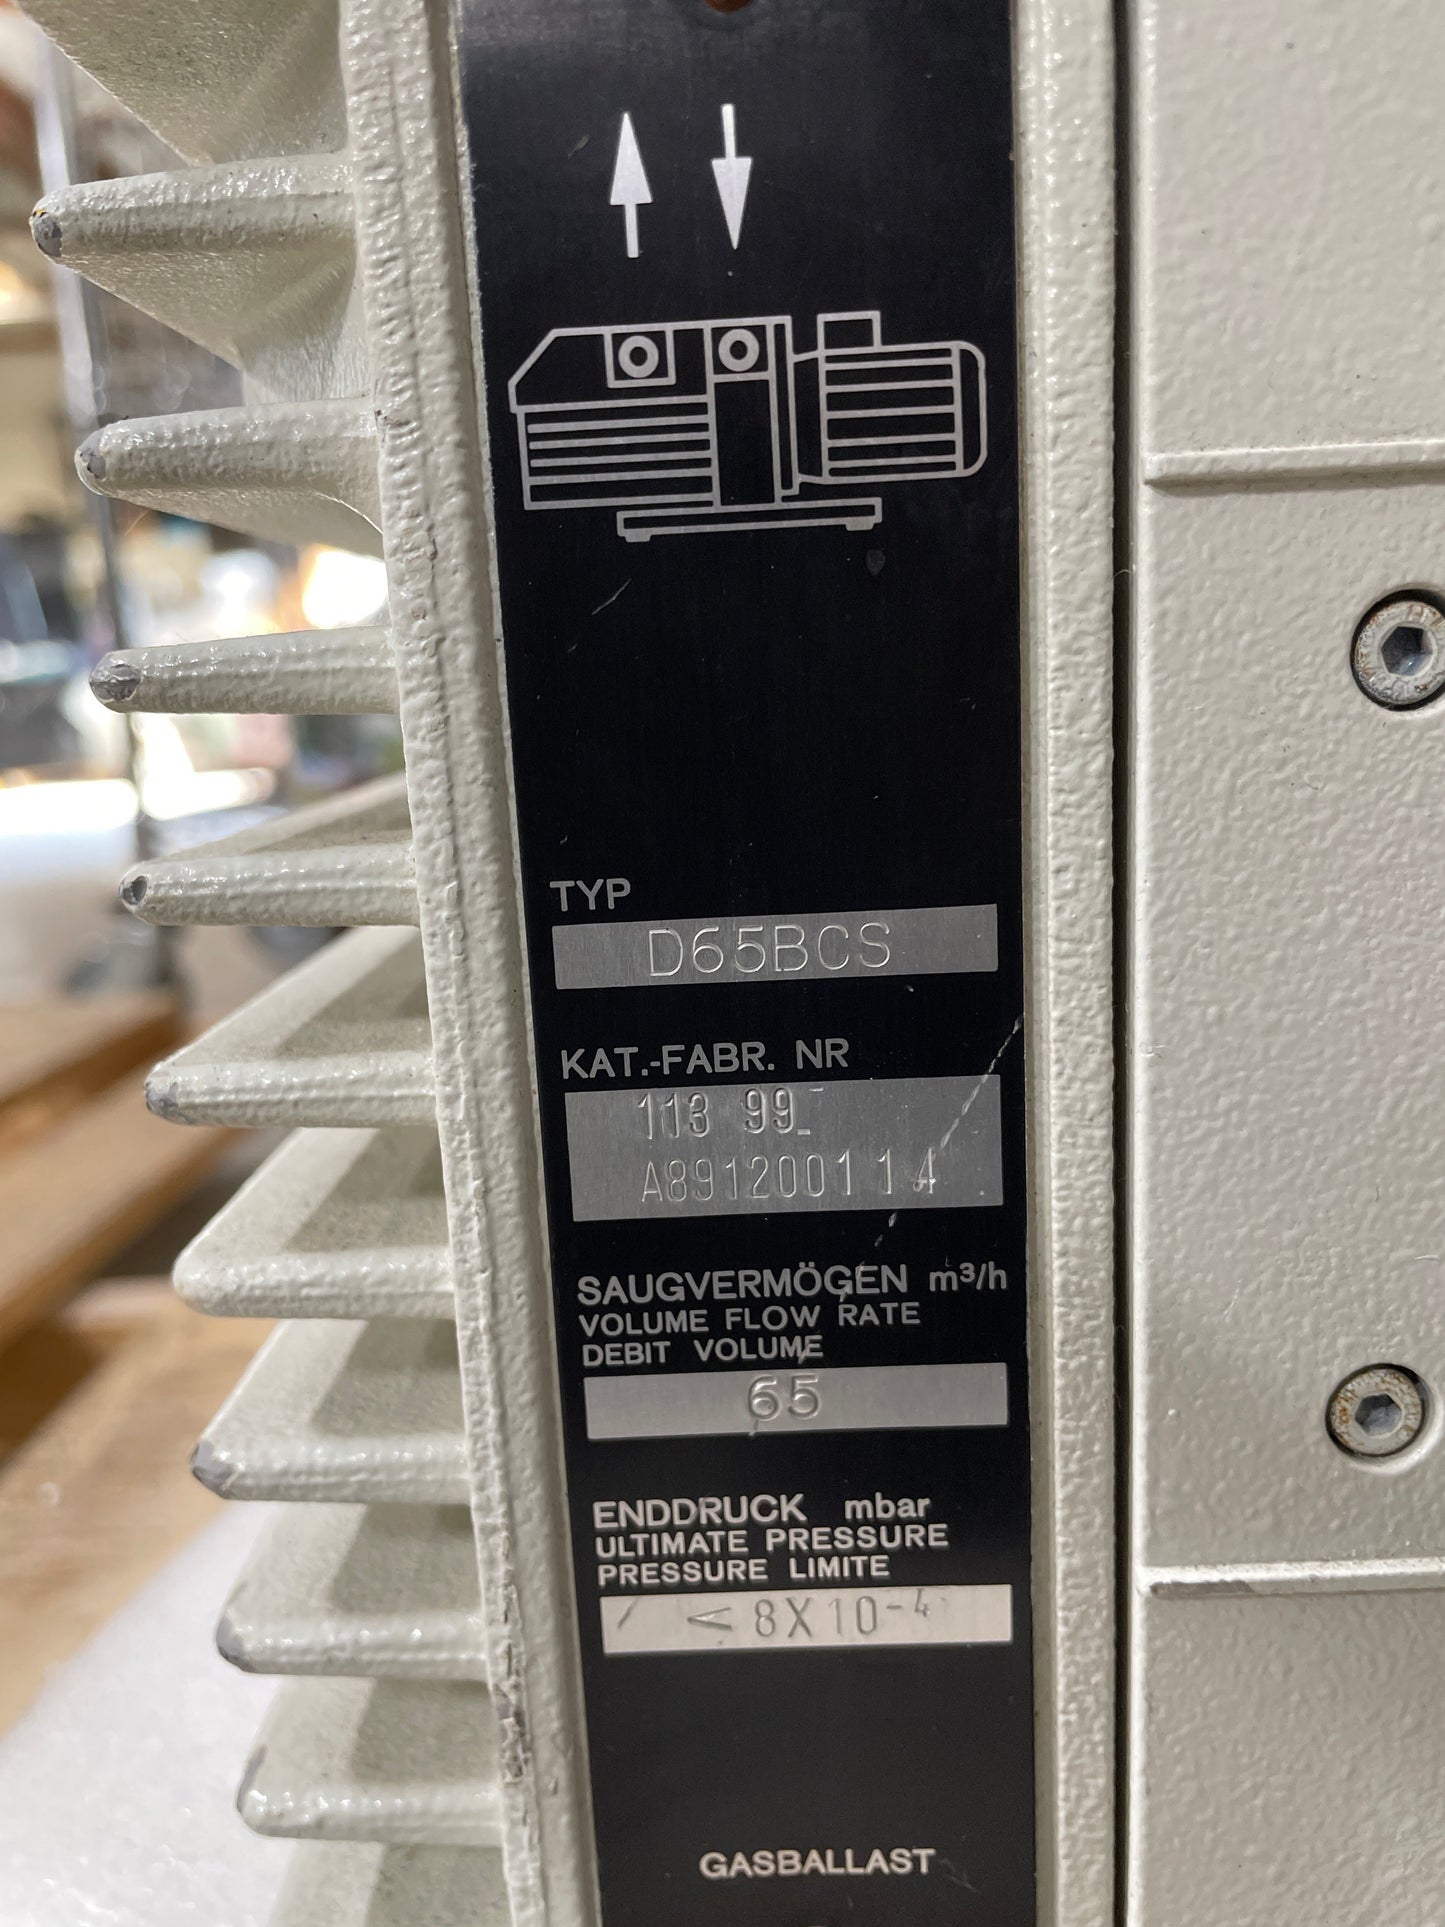 TYP
D65BCS
KAT.-FABR. NR
113 99
A891200114
SAUGVERMÖGEN m³/h
VOLUME FLOW RATE
DEBIT VOLUME
65
ENDDRUCK mbar
ULTIMATE PRESSURE
PRESSURE LIMITE
< 8X10⁻⁴
GASBALLAST